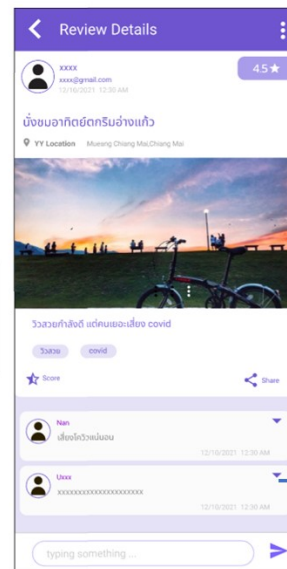 Review Details
xxxx
xxxx@gmail.com
13/16/2021 12:30 AM
4.5★
นั่งชมอาทิตย์ตกริมอ่างแก้ว
YY Location Mueang Chiang Mai,Chiang Mai
วิวสวยกำลังดี แต่คนเยอะเสี่ยง covid
วิวสวย covid
Score Share
Nan
เสี่ยงโควิวแน่นอน
12/16/2021 12:30 AM
Uxxx
xxxxxxxxxxxxxxxxxxxxx
12/16/2021 12:30 AM
typing something ...